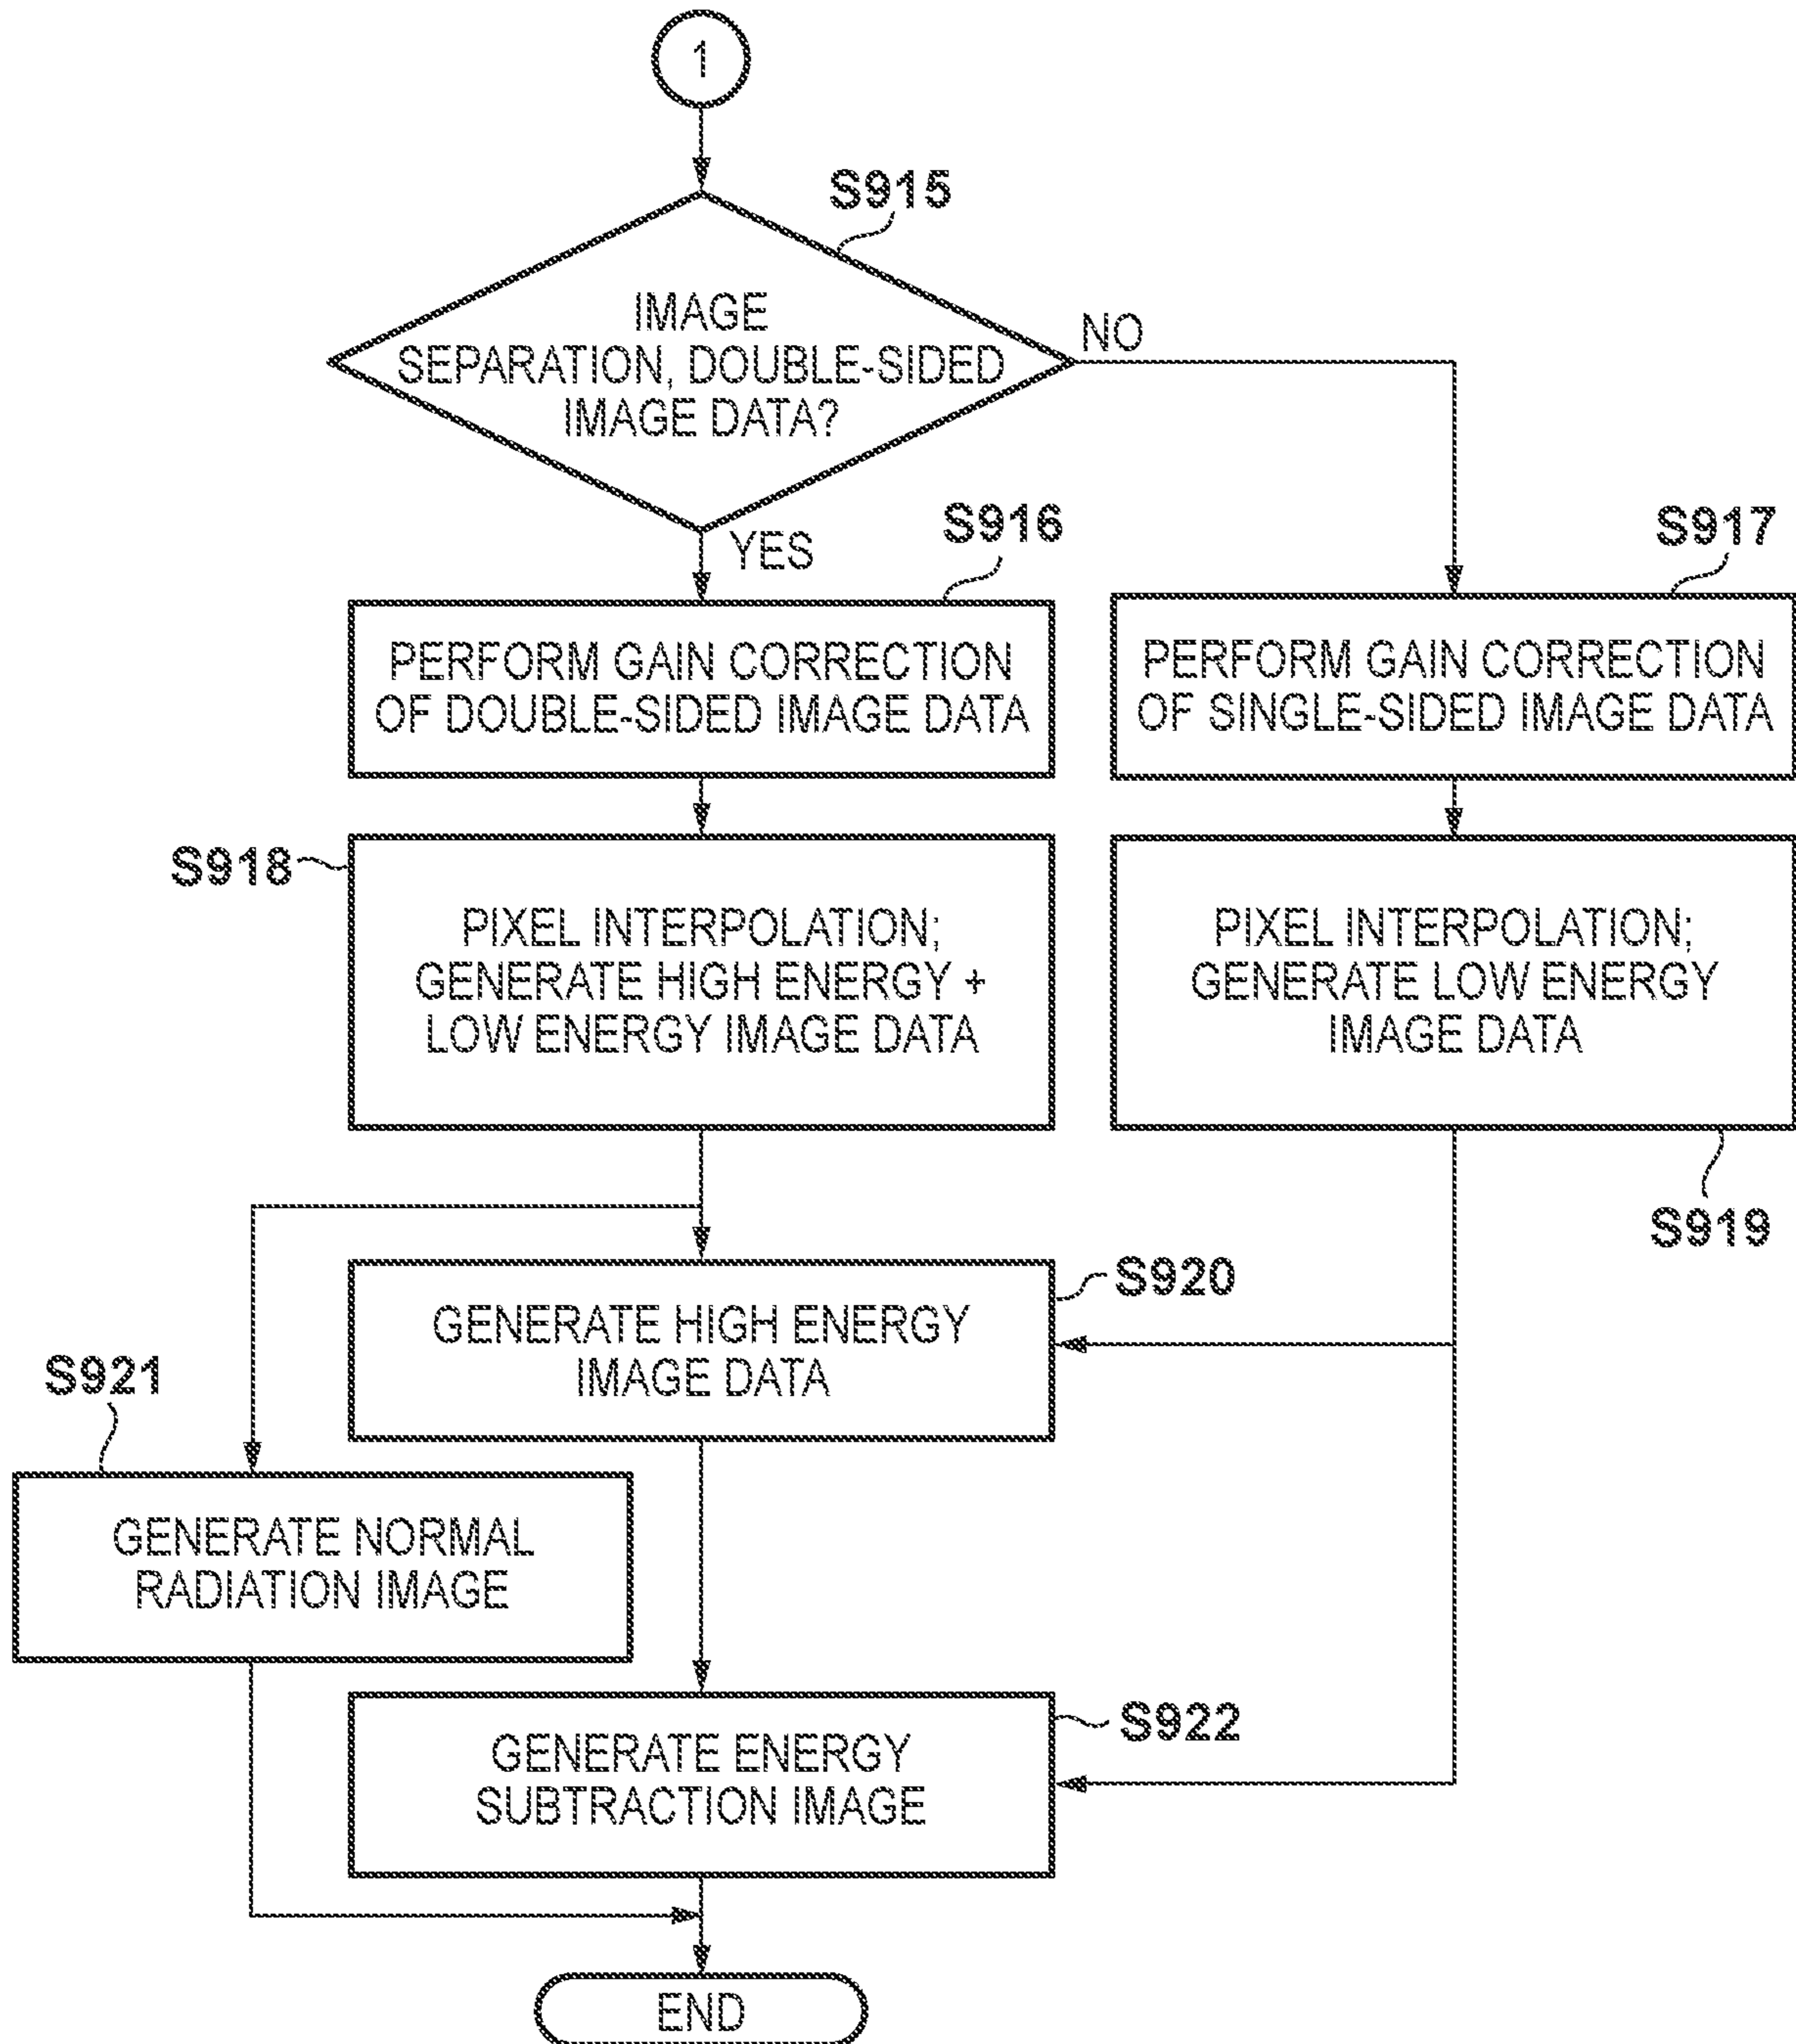 1
S915
IMAGE
SEPARATION, DOUBLE-SIDED
IMAGE DATA?
NO
YES
S916
S917
PERFORM GAIN CORRECTION
OF DOUBLE-SIDED IMAGE DATA
PERFORM GAIN CORRECTION
OF SINGLE-SIDED IMAGE DATA
S918
PIXEL INTERPOLATION;
GENERATE HIGH ENERGY +
LOW ENERGY IMAGE DATA
PIXEL INTERPOLATION;
GENERATE LOW ENERGY
IMAGE DATA
S919
S920
GENERATE HIGH ENERGY
IMAGE DATA
S921
GENERATE NORMAL
RADIATION IMAGE
S922
GENERATE ENERGY
SUBTRACTION IMAGE
END